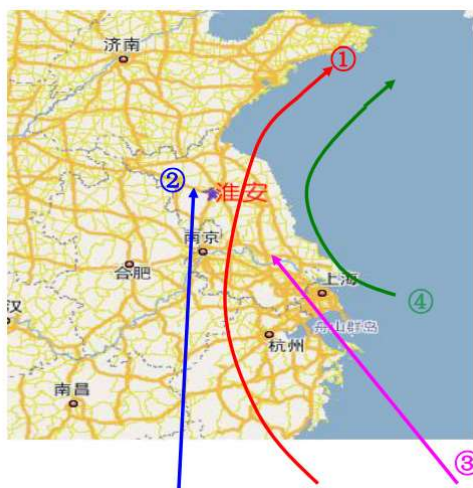 济南
①
②
淮安
南京
合肥
上海
④
汉
舟山群岛
杭州
南昌
③